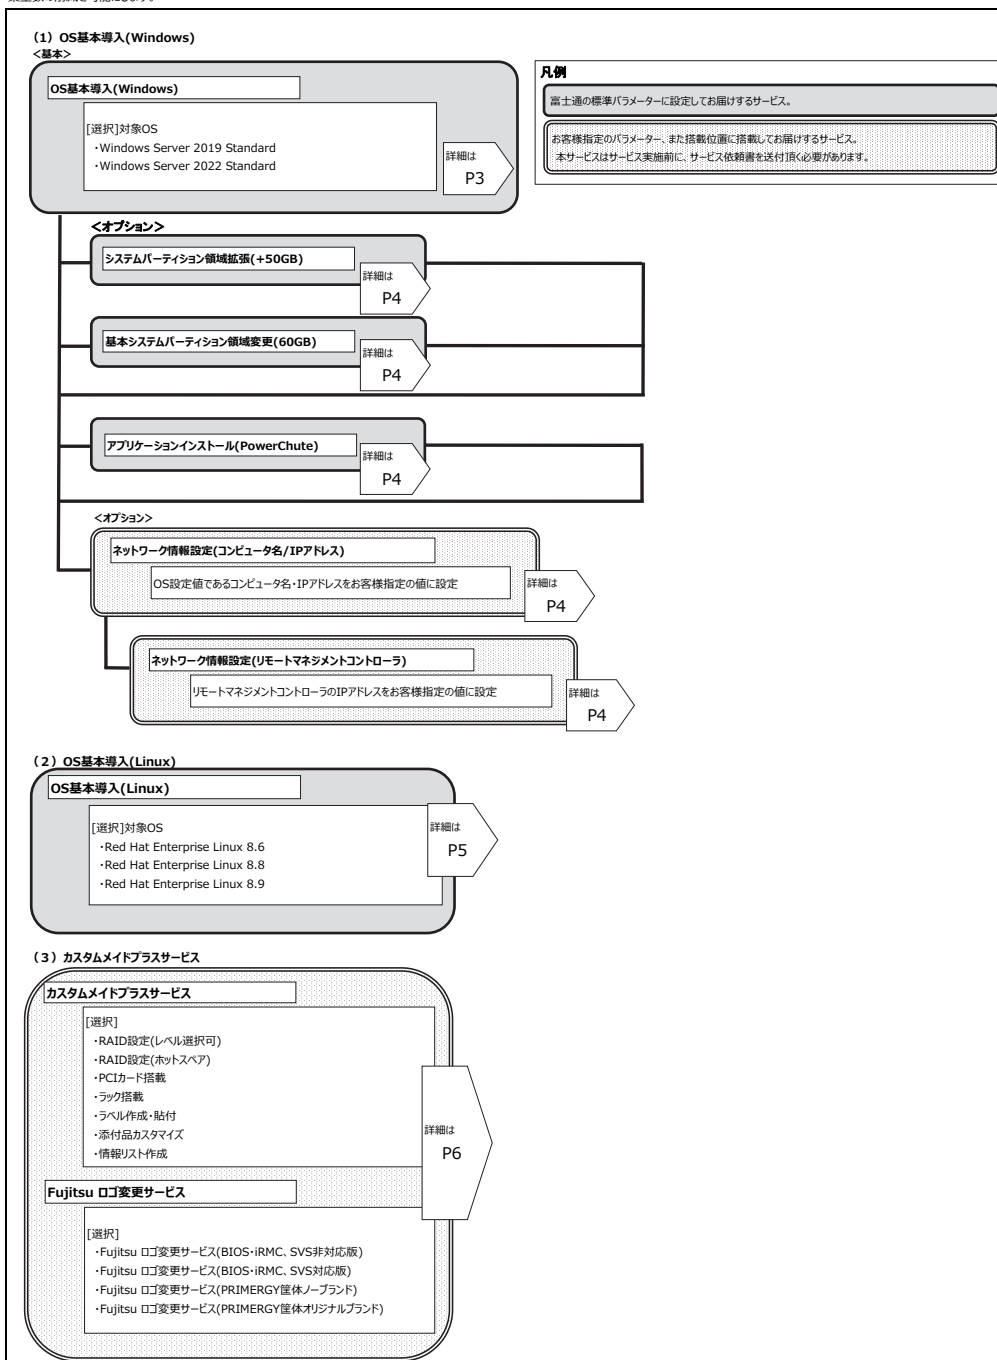 (1)OS基本導入(Windows)
<基本>
OS基本導入(Windows)
[選択]対象OS
・Windows Server 2019 Standard
・Windows Server 2022 Standard
詳細は
P3
凡例
富士通の標準パラメーターに設定してお届けするサービス。
お客様指定のパラメーター、また搭載位置に搭載してお届けするサービス。
本サービスはサービス実施前に、サービス依頼書を送付頂く必要があります。
<オプション>
システムパーティション領域拡張(+50GB)
詳細は
P4
基本システムパーティション領域変更(60GB)
詳細は
P4
アプリケーションインストール(PowerChute)
詳細は
P4
<オプション>
ネットワーク情報設定(コンピュータ名/IPアドレス)
OS設定値であるコンピュータ名・IPアドレスをお客様指定の値に設定
詳細は
P4
ネットワーク情報設定(リモートマネジメントコントローラ)
リモートマネジメントコントローラのIPアドレスをお客様指定の値に設定
詳細は
P4
(2)OS基本導入(Linux)
OS基本導入(Linux)
[選択]対象OS
・Red Hat Enterprise Linux 8.6
・Red Hat Enterprise Linux 8.8
・Red Hat Enterprise Linux 8.9
詳細は
P5
(3)カスタムメイドプラスサービス
カスタムメイドプラスサービス
[選択]
・RAID設定(レベル選択可)
・RAID設定(ホットスペア)
・PCIカード搭載
・ラック搭載
・ラベル作成・貼付
・添付品カスタマイズ
・情報リスト作成
詳細は
P6
Fujitsu ロゴ変更サービス
[選択]
・Fujitsu ロゴ変更サービス(BIOS・iRMC、SVS非対応版)
・Fujitsu ロゴ変更サービス(BIOS・iRMC、SVS対応版)
・Fujitsu ロゴ変更サービス(PRIMERGY筐体ノーブランド)
・Fujitsu ロゴ変更サービス(PRIMERGY筐体オリジナルブランド)